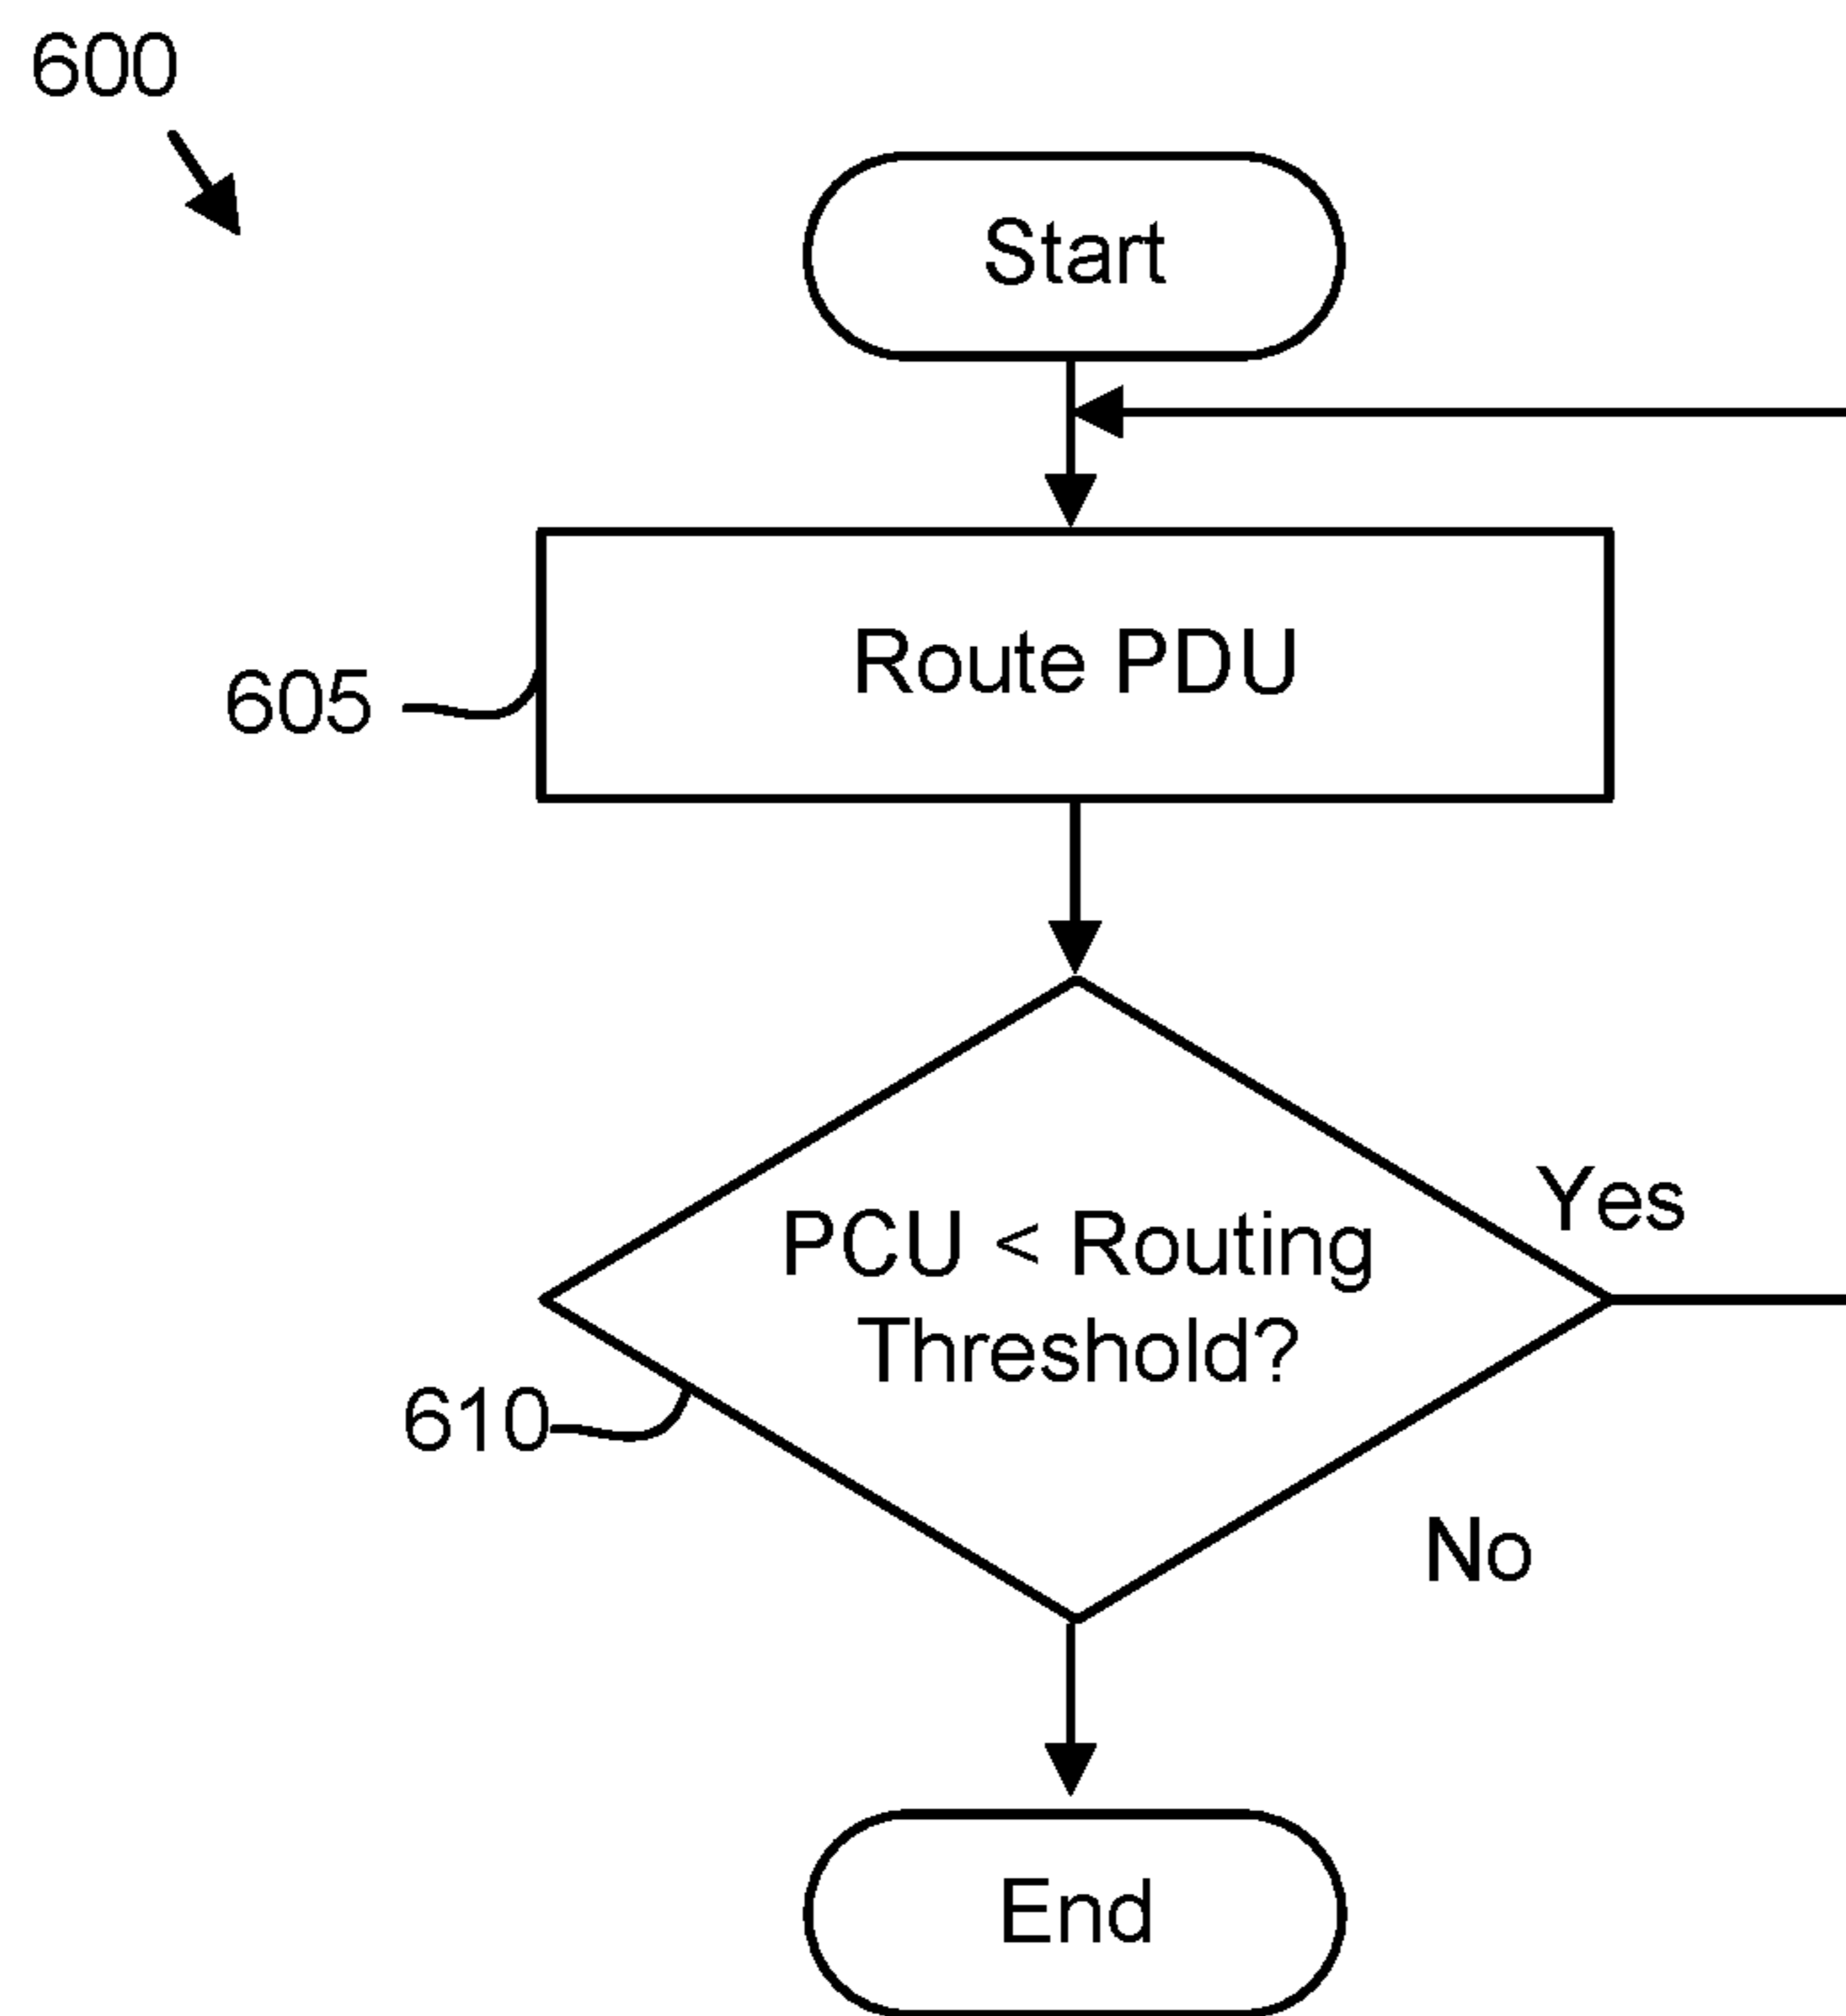 600
Start
Route PDU
605
Yes
PCU < Routing
Threshold?
610
No
End